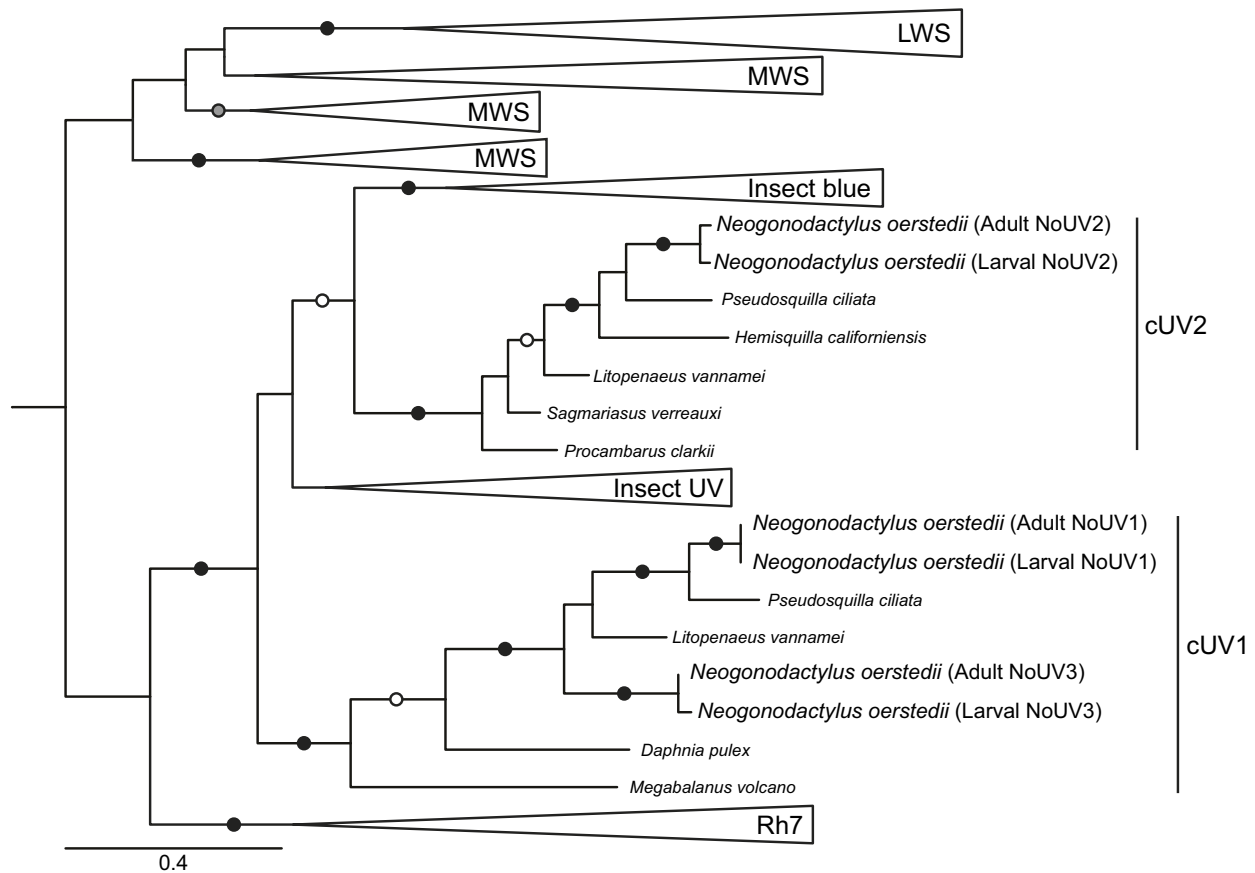 LWS
MWS
MWS
MWS
Insect blue
Neogonodactylus oerstedii (Adult NoUV2)
Neogonodactylus oerstedii (Larval NoUV2)
Pseudosquilla ciliata
cUV2
Hemisquilla californiensis
Litopenaeus vannamei
Sagmariasus verreauxi
Procambarus clarkii
Insect UV
Neogonodactylus oerstedii (Adult NoUV1)
Neogonodactylus oerstedii (Larval NoUV1)
Pseudosquilla ciliata
Litopenaeus vannamei
cUV1
Neogonodactylus oerstedii (Adult NoUV3)
Neogonodactylus oerstedii (Larval NoUV3)
Daphnia pulex
Megabalanus volcano
Rh7
0.4